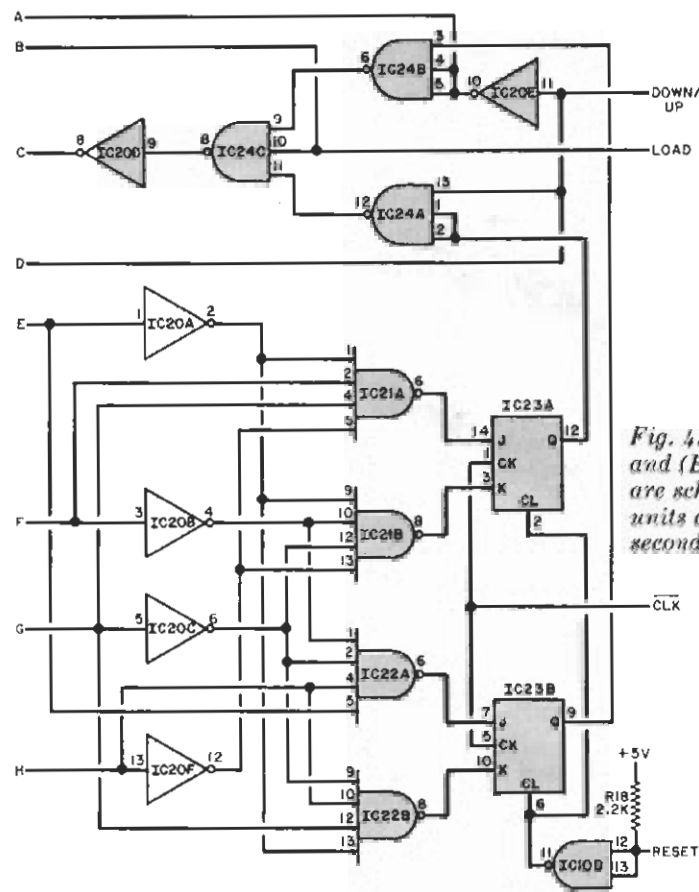 A
B
C
D
E
F
G
H
DOWN/
UP
LOAD
CLK
RESET
+5V
R18
2.2K
6
IC24B
3
4
5
10
IC20E
11
8
IC20D
9
8
IC24C
9
10
11
12
IC24A
13
1
2
1
IC20A
2
1
2
4
5
IC21A
6
IC23A
14
J
1
CK
3
K
Q
12
CL
2
3
IC20B
4
9
10
12
13
IC21B
8
5
IC20C
6
1
2
4
5
IC22A
6
IC23B
7
J
5
CK
10
K
Q
9
CL
6
13
IC20F
12
9
10
12
13
IC22B
8
11
IC10D
12
13
Fig. 4.
and (B
are sch
units a
second